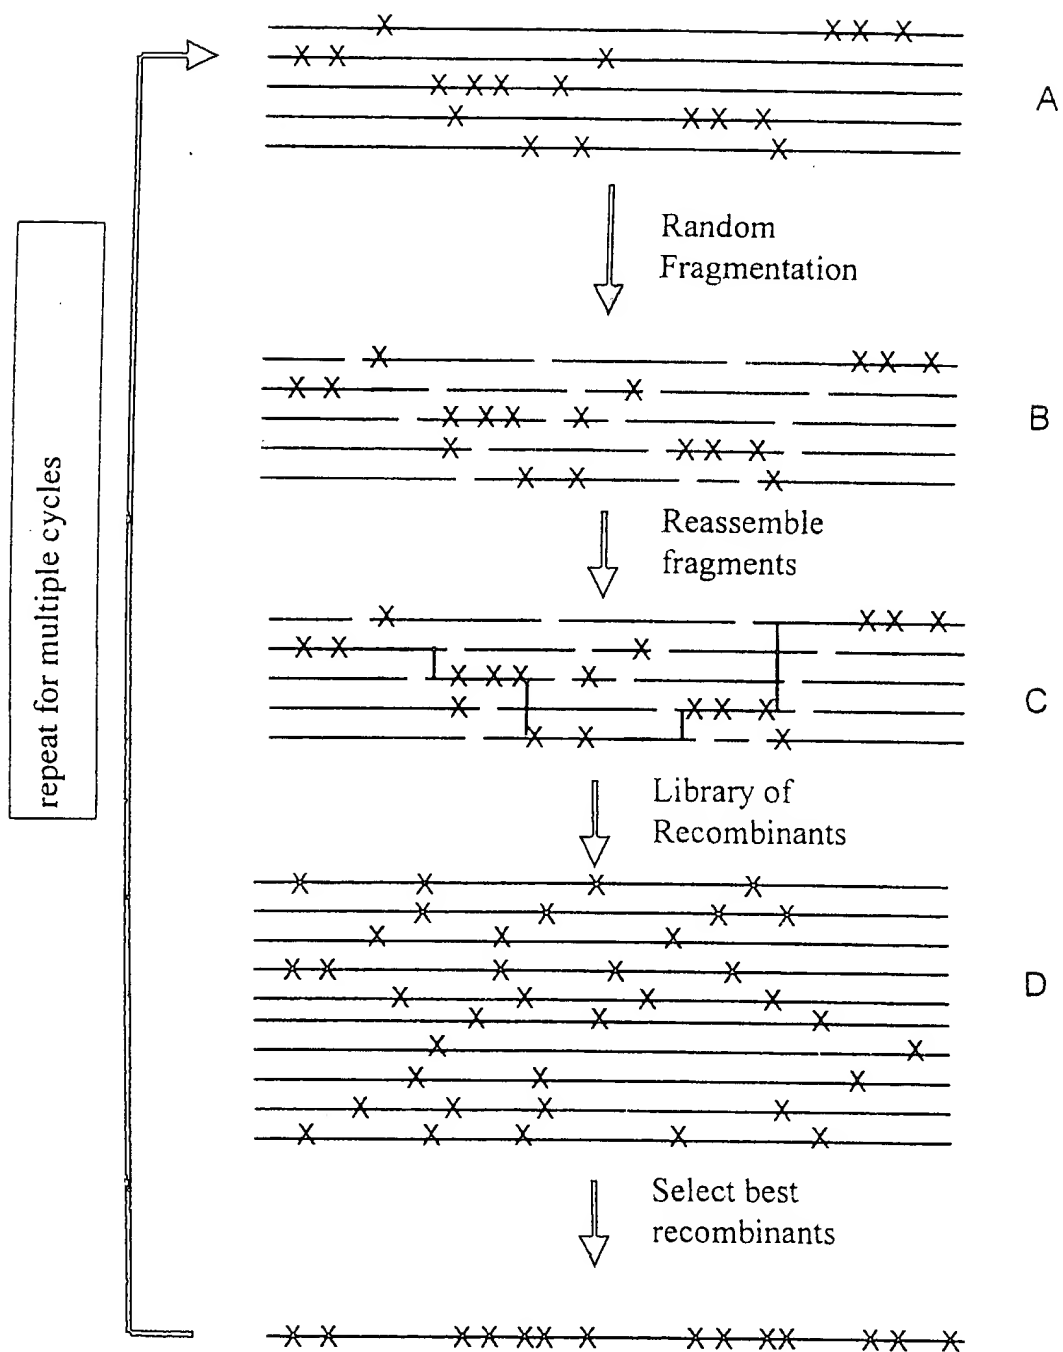 A
Random
Fragmentation
B
Reassemble
fragments
C
Library of
Recombinants
D
Select best
recombinants
repeat for multiple cycles